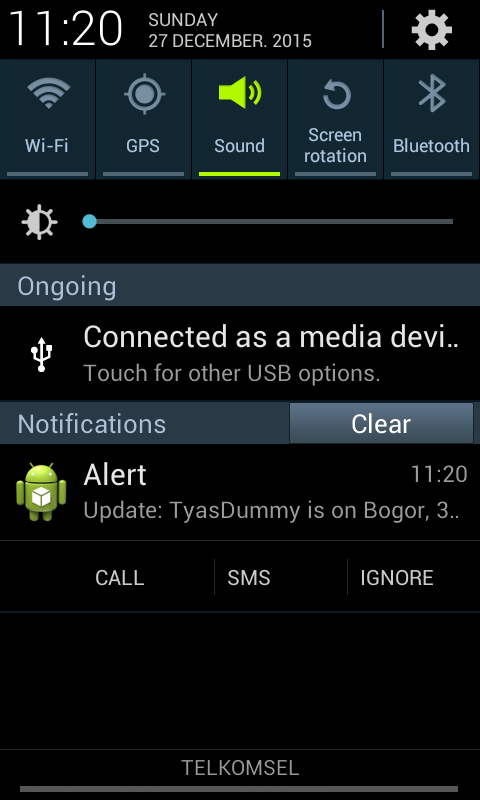 11:20
SUNDAY
27 DECEMBER. 2015
Wi-Fi
GPS
Sound
Screen
rotation
Bluetooth
Ongoing
Connected as a media devi..
Touch for other USB options.
Notifications
Clear
Alert
11:20
Update: TyasDummy is on Bogor, 3..
CALL
SMS
IGNORE
TELKOMSEL